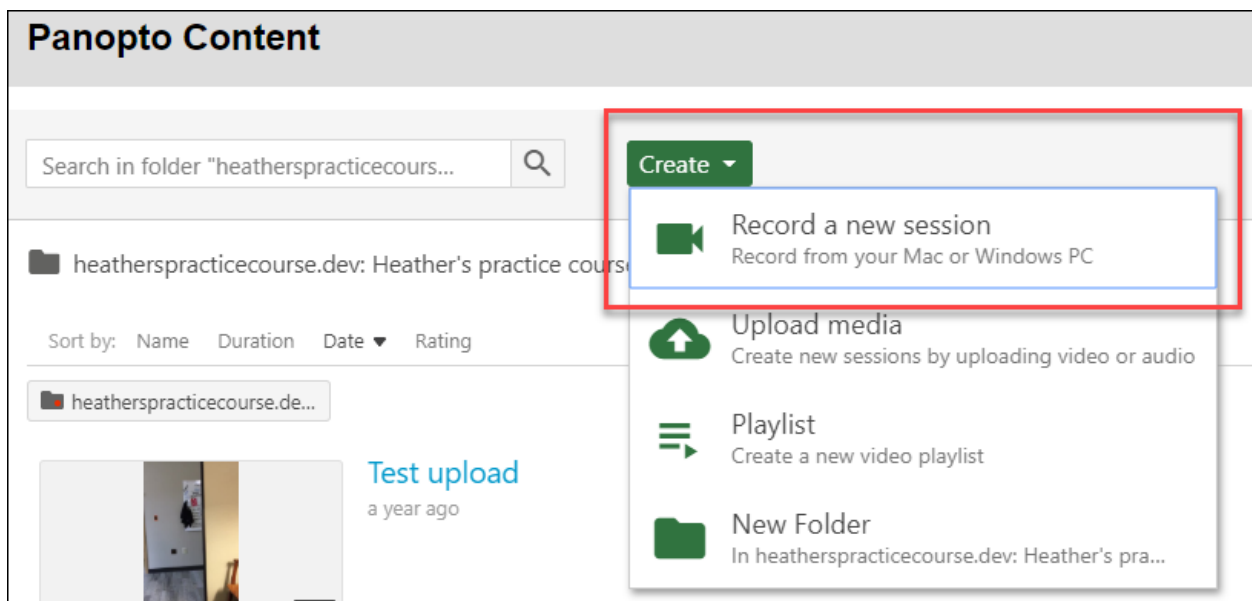 Panopto Content
Search in folder "heatherspracticecours...
Create
Record a new session
Record from your Mac or Windows PC
heatherspracticecourse.dev: Heather's practice cours
Upload media
Create new sessions by uploading video or audio
Sort by: Name Duration Date Rating
heatherspracticecourse.de...
Playlist
Create a new video playlist
Test upload
a year ago
New Folder
In heatherspracticecourse.dev: Heather's pra...